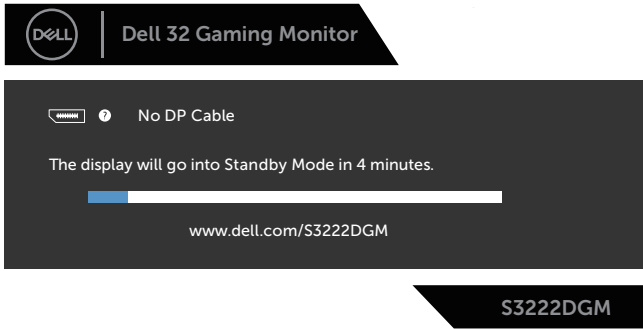 DELL
Dell 32 Gaming Monitor
? No DP Cable
The display will go into Standby Mode in 4 minutes.
www.dell.com/S3222DGM
S3222DGM